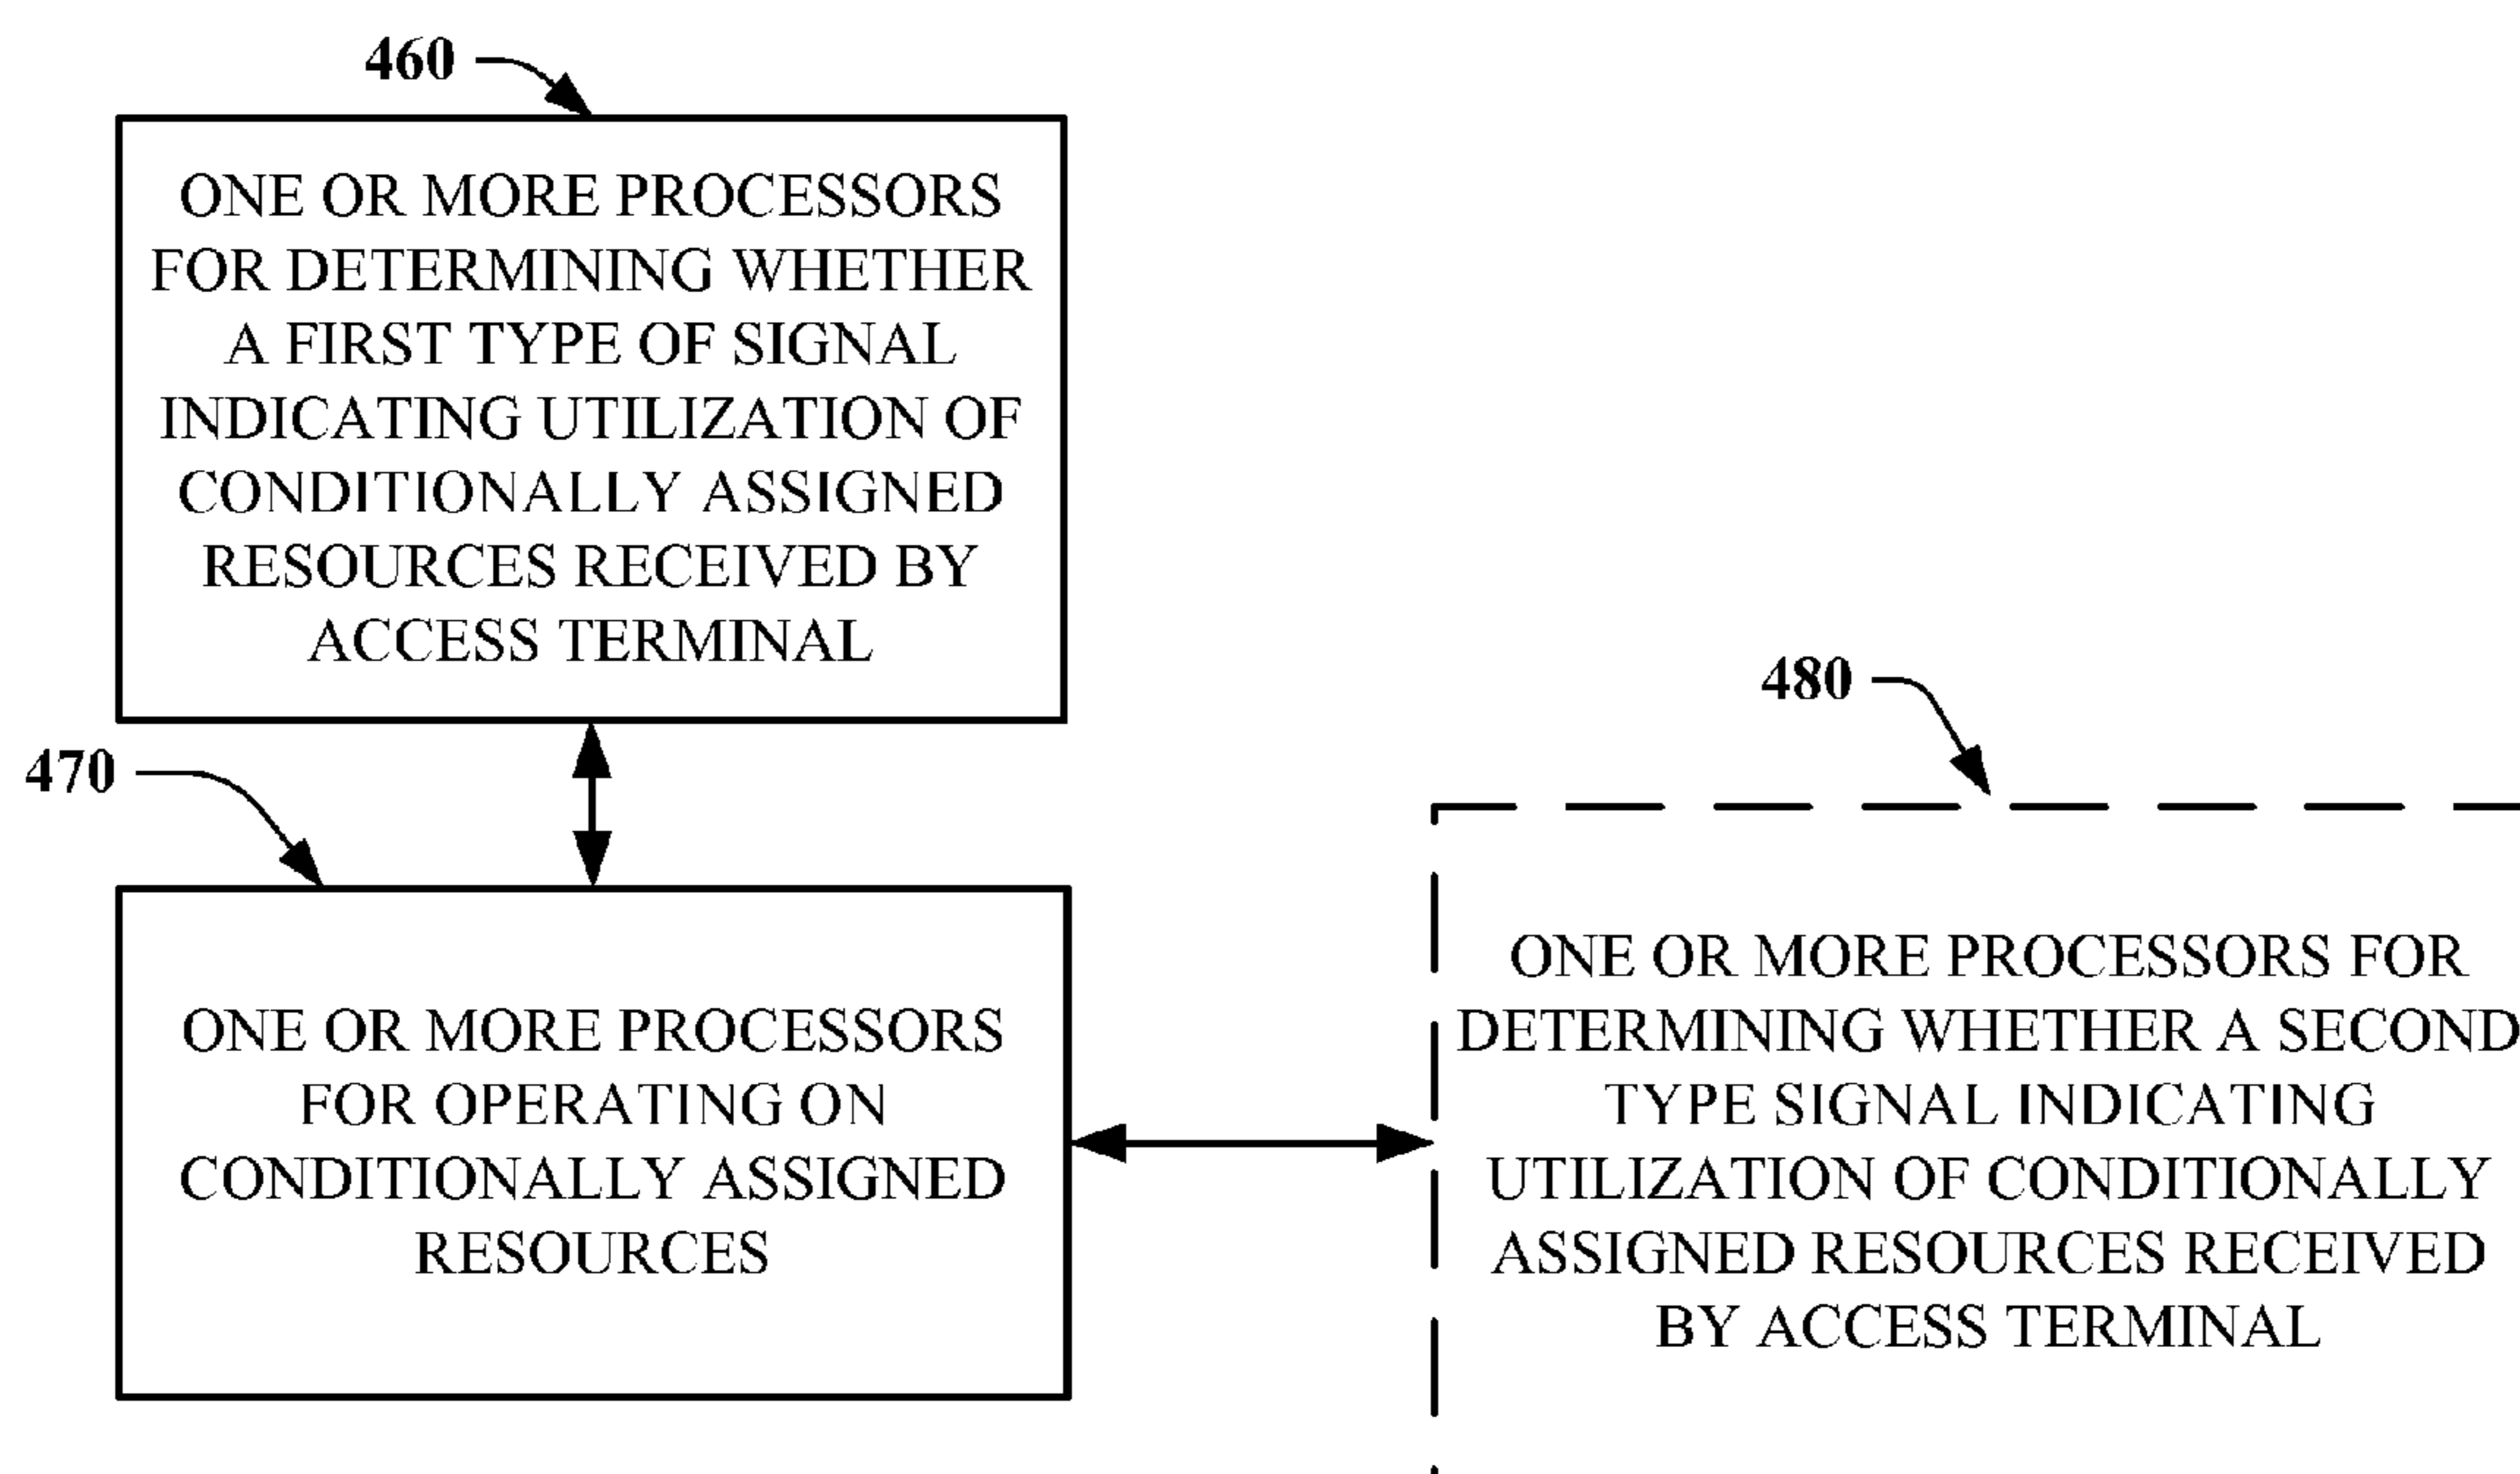 460
ONE OR MORE PROCESSORS
FOR DETERMINING WHETHER
A FIRST TYPE OF SIGNAL
INDICATING UTILIZATION OF
CONDITIONALLY ASSIGNED
RESOURCES RECEIVED BY
ACCESS TERMINAL
470
ONE OR MORE PROCESSORS
FOR OPERATING ON
CONDITIONALLY ASSIGNED
RESOURCES
480
ONE OR MORE PROCESSORS FOR
DETERMINING WHETHER A SECOND
TYPE SIGNAL INDICATING
UTILIZATION OF CONDITIONALLY
ASSIGNED RESOURCES RECEIVED
BY ACCESS TERMINAL